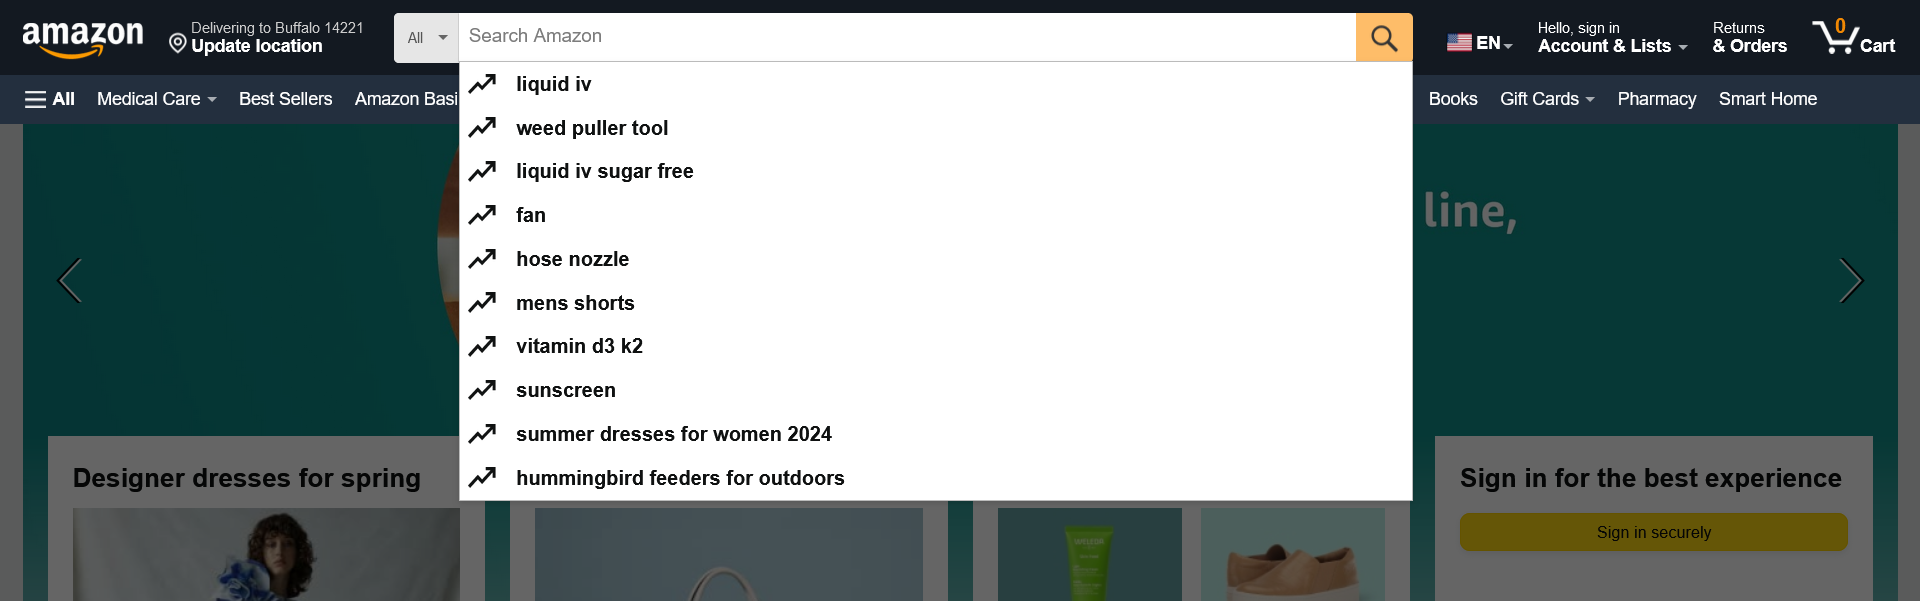 amazon
Delivering to Buffalo 14221
Update location
All
Search Amazon
EN
Hello, sign in
Account & Lists
Returns
& Orders
0
Cart
All
Medical Care
Best Sellers
Amazon Basi
Books
Gift Cards
Pharmacy
Smart Home
liquid iv
weed puller tool
liquid iv sugar free
fan
hose nozzle
mens shorts
vitamin d3 k2
sunscreen
summer dresses for women 2024
hummingbird feeders for outdoors
line,
Designer dresses for spring
Sign in for the best experience
Sign in securely
WELEDA